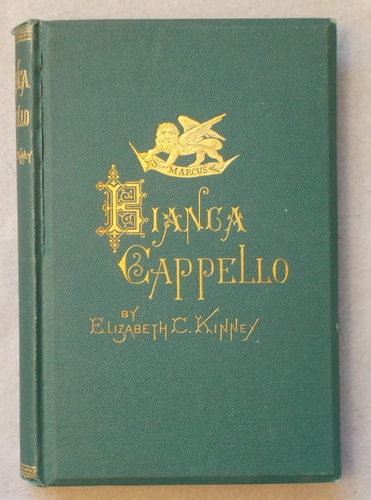 S. MARCUS
BIANCA
CAPPELLO
BY
ELIZABETH C. KINNEY